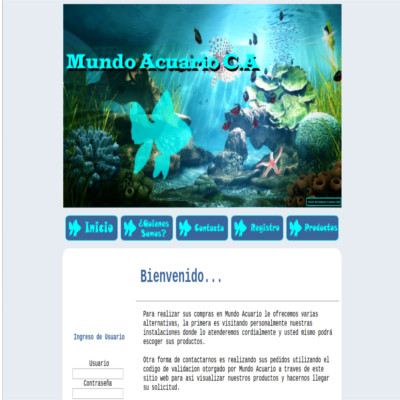 Mundo Acuario C.A
Inicio
¿Quienes
Somos?
Contacto
Registro
Productos
Bienvenido...
Ingreso de Usuario
Usuario
Contraseña
Para realizar sus compras en Mundo Acuario le ofrecemos varias
alternativas, la primera es visitando personalmente nuestras
instalaciones donde lo atenderemos cordialmente y usted mismo podrá
escoger sus productos.
Otra forma de contactarnos es realizando sus pedidos utilizando el
codigo de validacion otorgado por Mundo Acuario a traves de este
sitio web para asi visualizar nuestros productos y hacernos llegar
su solicitud.